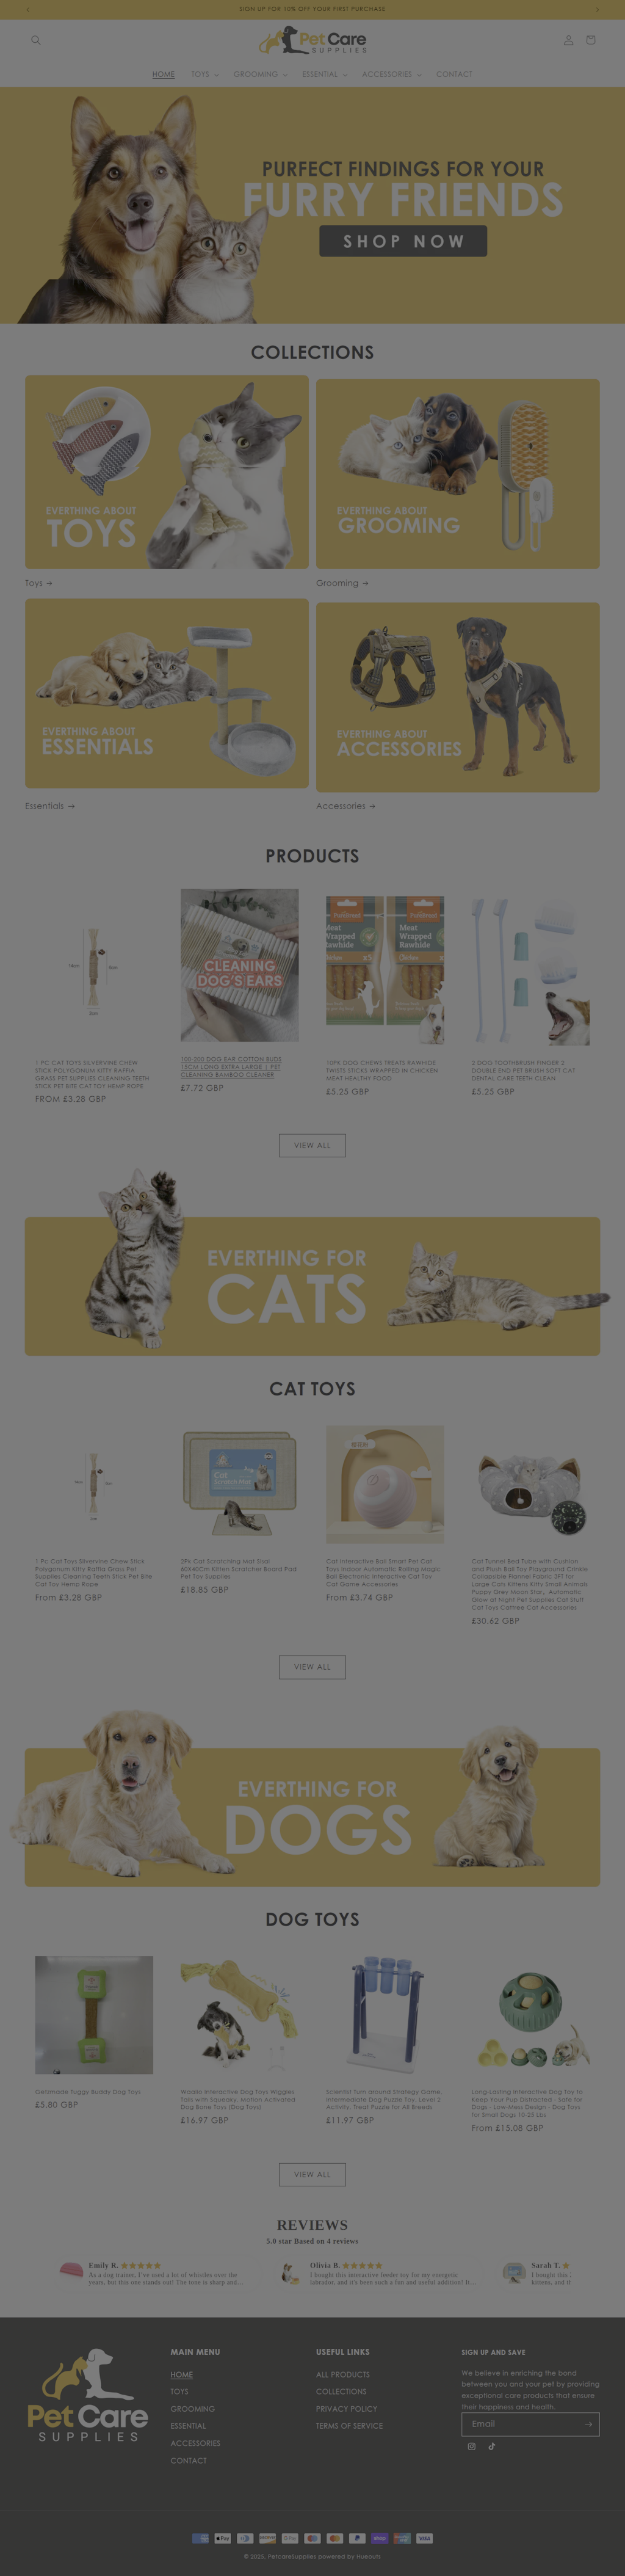 SIGN UP FOR 10% OFF YOUR FIRST PURCHASE
PetCare
SUPPLIES
HOME TOYS GROOMING ESSENTIAL ACCESSORIES CONTACT
PURFECT FINDINGS FOR YOUR
FURRY FRIENDS
SHOP NOW
COLLECTIONS
EVERTHING ABOUT
TOYS
EVERTHING ABOUT
GROOMING
Toys →
Grooming →
EVERTHING ABOUT
ESSENTIALS
EVERTHING ABOUT
ACCESSORIES
Essentials →
Accessories →
PRODUCTS
CLEANING
DOG'S EARS
Meat
Wrapped
Rawhide
Meat
Wrapped
Rawhide
1 PC CAT TOYS SILVERVINE CHEW
STICK POLYGONUM KITTY RAFFIA
GRASS PET SUPPLIES CLEANING TEETH
STICK PET BITE CAT TOY HEMP ROPE
FROM £3.28 GBP
100-200 DOG EAR COTTON BUDS
15CM LONG EXTRA LARGE | PET
CLEANING BAMBOO CLEANER
£7.72 GBP
10PK DOG CHEWS TREATS RAWHIDE
TWISTS STICKS WRAPPED IN CHICKEN
MEAT HEALTHY FOOD
£5.25 GBP
2 DOG TOOTHBRUSH FINGER 2
DOUBLE END PET BRUSH SOFT CAT
DENTAL CARE TEETH CLEAN
£5.25 GBP
VIEW ALL
EVERTHING FOR
CATS
CAT TOYS
Cat
Scratch Mat
1 Pc Cat Toys Silvervine Chew Stick
Polygonum Kitty Raffia Grass Pet
Supplies Cleaning Teeth Stick Pet Bite
Cat Toy Hemp Rope
From £3.28 GBP
2Pk Cat Scratching Mat Sisal
60X40Cm Kitten Scratcher Board Pad
Pet Toy Supplies
£18.85 GBP
Cat Interactive Ball Smart Pet Cat
Toys Indoor Automatic Rolling Magic
Ball Electronic Interactive Cat Toy
Cat Game Accessories
From £3.74 GBP
Cat Tunnel Bed Tube with Cushion
and Plush Ball Toy Playground Crinkle
Collapsible Flannel Fabric 3FT for
Large Cats Kittens Kitty Small Animals
Puppy Grey Moon Star, Automatic
Glow at Night Pet Supplies Cat Stuff
Cat Toys Cattree Cat Accessories
£30.62 GBP
VIEW ALL
EVERTHING FOR
DOGS
DOG TOYS
Gwismade Tuggy Buddy Dog Toys
£5.80 GBP
Waoloo Interactive Dog Toys Wiggles
Tails with Squeaky, Motion Activated
Dog Bone Toys (Dog Toys)
£16.97 GBP
Scientist Turn around Strategy Game,
Intermediate Dog Puzzle Toy, Level 2
Activity, Treat Puzzle for All Breeds
£11.97 GBP
Long-Lasting Interactive Dog Toy to
Keep Your Pup Distracted - Safe for
Dogs - Low-Mess Design - Dog Toys
for Small Dogs 10-25 Lbs
From £15.08 GBP
VIEW ALL
REVIEWS
5.0 star Based on 4 reviews
Emily R. ★★★★★
As a dog trainer, I've used a lot of whistles over the
years, but this one stands out! The tone is sharp and...
Olivia B. ★★★★★
I bought this interactive feeder toy for my energetic
labrador, and it's been such a fun and useful addition! It...
Sarah T. ★
I bought this
kittens, and th
PetCare
SUPPLIES
MAIN MENU
HOME
TOYS
GROOMING
ESSENTIAL
ACCESSORIES
CONTACT
USEFUL LINKS
ALL PRODUCTS
COLLECTIONS
PRIVACY POLICY
TERMS OF SERVICE
SIGN UP AND SAVE
We believe in enriching the bond
between you and your pet by providing
exceptional care products that ensure
their happiness and health.
Email
© 2025, PetcareSupplies powered by Hueoots